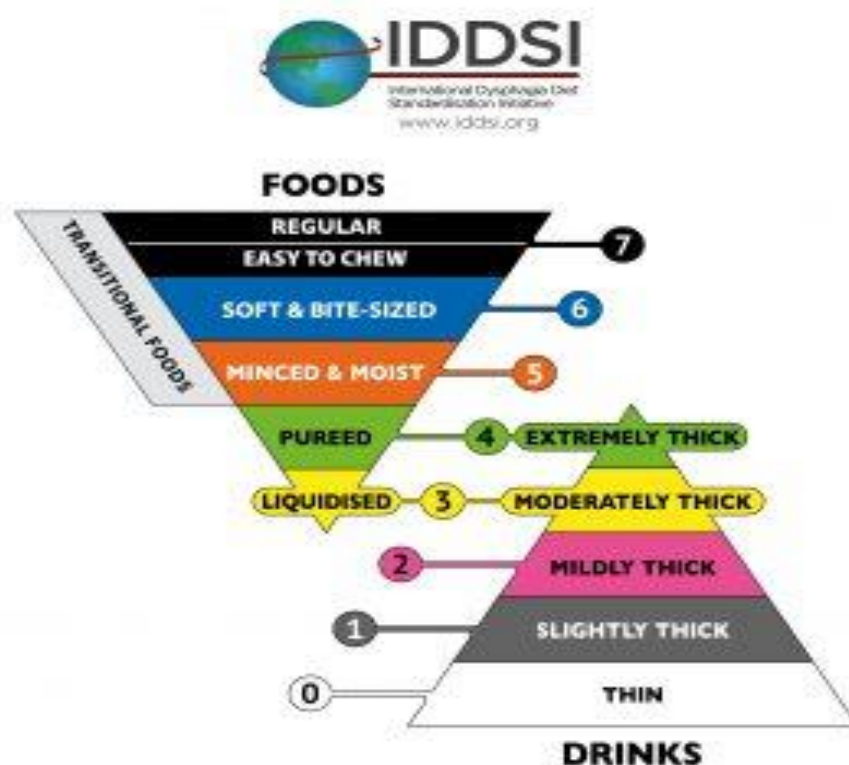 IDDSI
International Dysphagia Diet
Standardisation Initiative
www.iddsi.org
FOODS
TRANSITIONAL FOODS
REGULAR
EASY TO CHEW
7
SOFT & BITE-SIZED
6
MINCED & MOIST
5
PUREED
4
EXTREMELY THICK
LIQUIDISED
3
MODERATELY THICK
2
MILDLY THICK
1
SLIGHTLY THICK
0
THIN
DRINKS